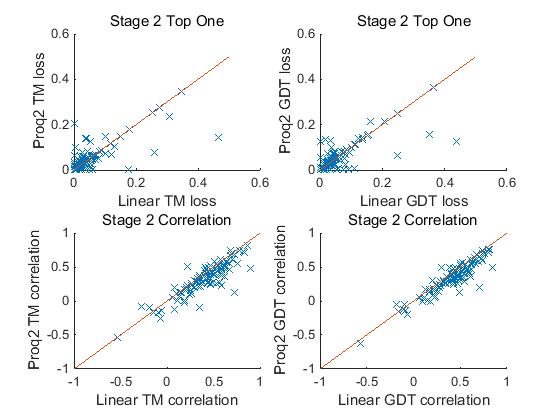 Stage 2 Top One
Proq2 TM loss
0.6
0.4
0.2
0
0 0.2 0.4 0.6
Linear TM loss
Stage 2 Top One
Proq2 GDT loss
0.6
0.4
0.2
0
0 0.2 0.4 0.6
Linear GDT loss
Stage 2 Correlation
Proq2 TM correlation
1
0.5
0
-0.5
-1
-1 -0.5 0 0.5 1
Linear TM correlation
Stage 2 Correlation
Proq2 GDT correlation
1
0.5
0
-0.5
-1
-1 -0.5 0 0.5 1
Linear GDT correlation